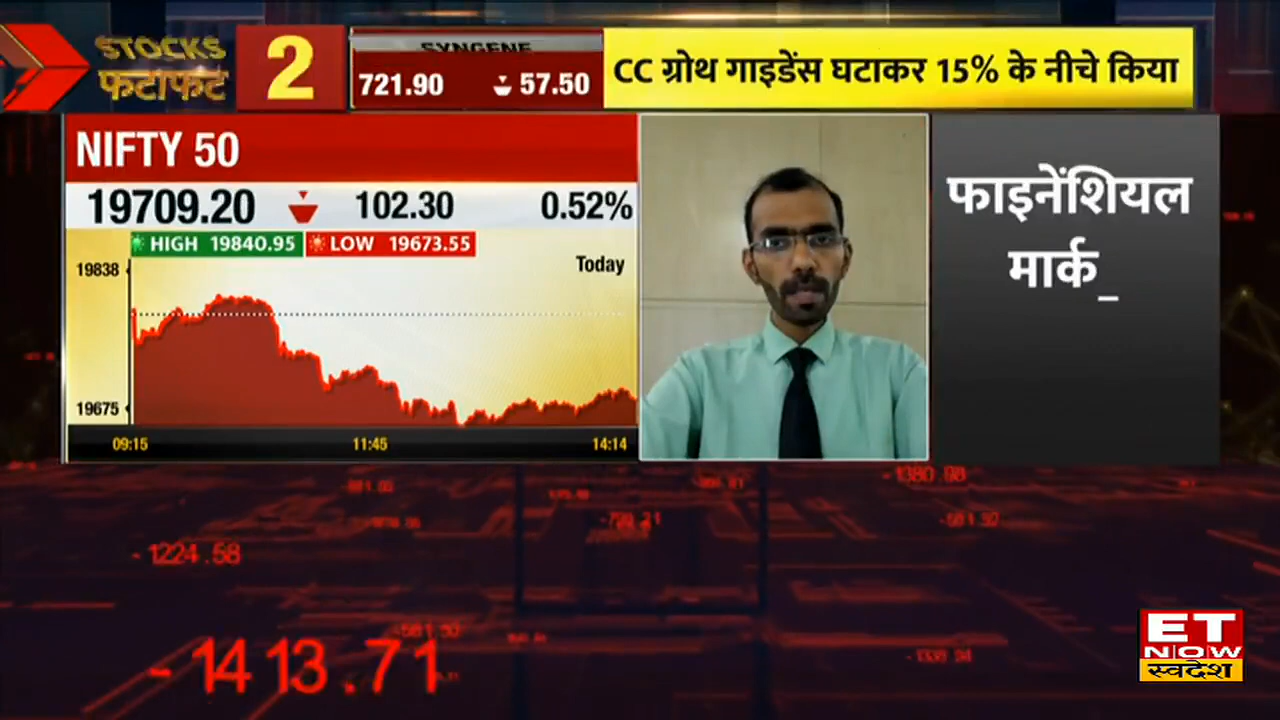 STOCKS
फटाफट
2
SYNGENE
721.90 57.50
CC ग्रोथ गाइडेंस घटाकर 15% के नीचे किया
NIFTY 50
19709.20 102.30 0.52%
HIGH 19840.95 LOW 19673.55
Today
19838
19675
09:15 11:45 14:14
फाइनेंशियल
मार्क_
-1380.98
-1224.58
-1413.71
ET
NOW
स्वदेश